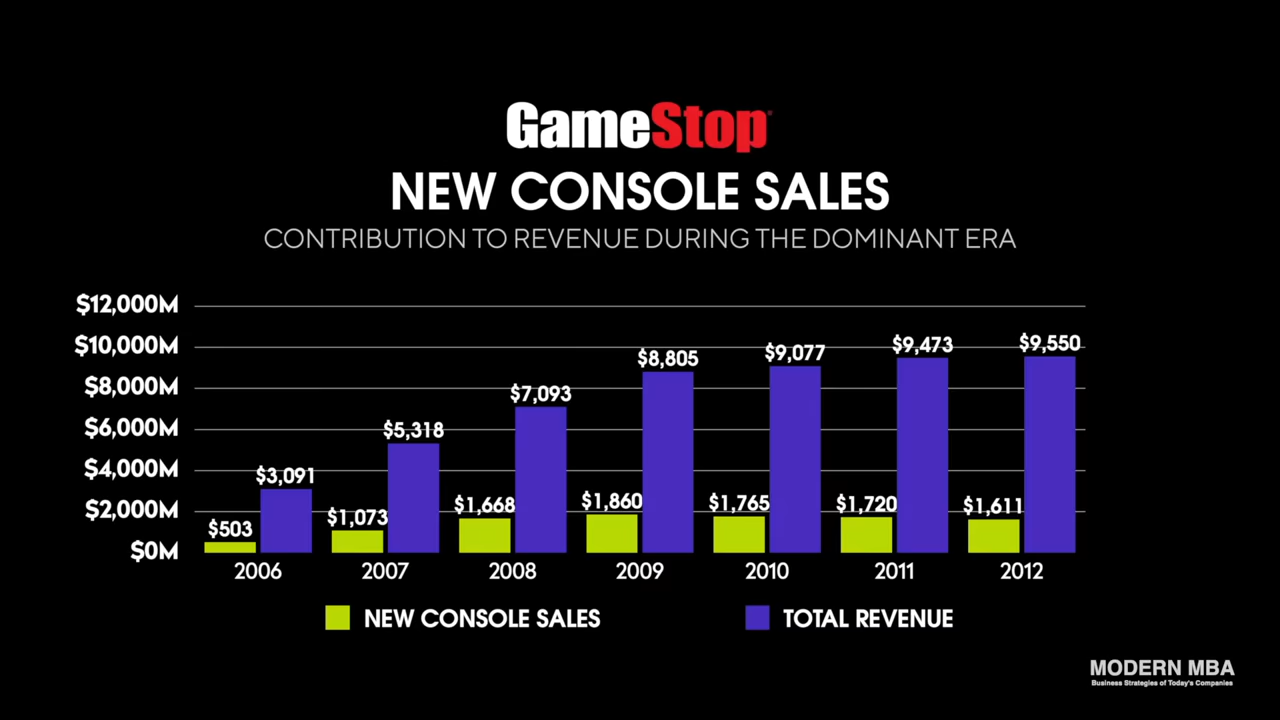 GameStop
NEW CONSOLE SALES
CONTRIBUTION TO REVENUE DURING THE DOMINANT ERA
$12,000M
$10,000M
$8,000M
$6,000M
$4,000M
$2,000M
$0M
$503
$3,091
$1,073
$5,318
$1,668
$7,093
$1,860
$8,805
$1,765
$9,077
$1,720
$9,473
$1,611
$9,550
2006
2007
2008
2009
2010
2011
2012
NEW CONSOLE SALES
TOTAL REVENUE
MODERN MBA
Business Strategies of Today's Companies